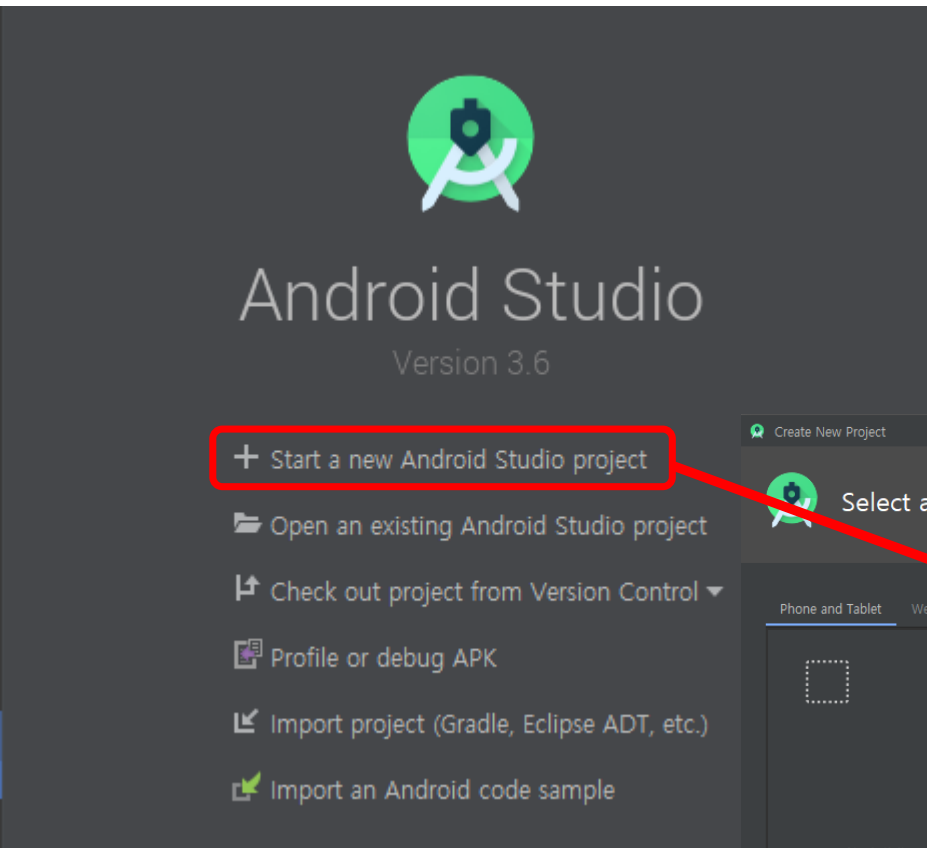 Android Studio
Version 3.6
Start a new Android Studio project
Open an existing Android Studio project
Check out project from Version Control
Profile or debug APK
Import project (Gradle, Eclipse ADT, etc.)
Import an Android code sample
Create New Project
Select a
Phone and Tablet